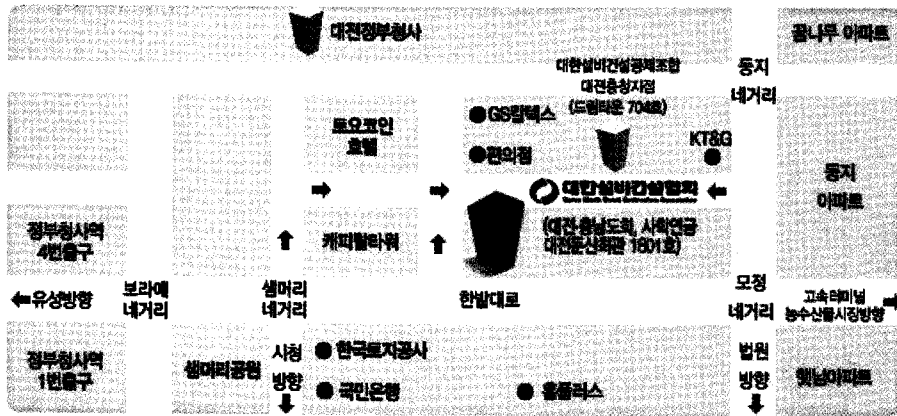 대전정부청사
꿈나무 아파트
둥지
네거리
대한설비건설공제조합
대전충청지점
(드림타운 704호)
GS칼텍스
편의점
KT&G
토요코인
호텔
둥지
아파트
대한설비건설협회
(대전·충남도회, 사학연금
대전둔산회관 1801호)
캐피탈타워
정부청사역
4번출구
유성방향
보라매
네거리
샘머리
네거리
한밭대로
모정
네거리
고속터미널
농수산물시장방향
정부청사역
1번출구
샘머리공원
시청
방향
한국토지공사
국민은행
홈플러스
법원
방향
햇님아파트